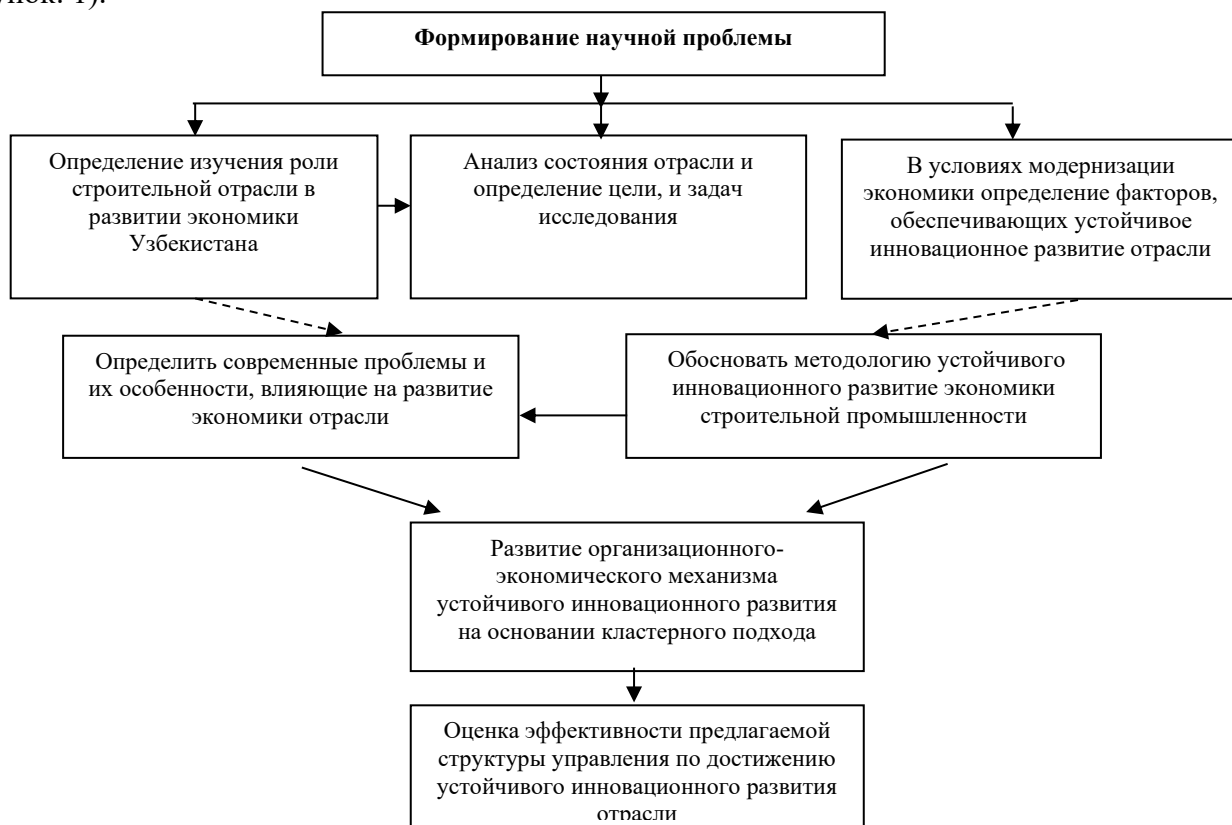 унок. 1).
Формирование научной проблемы
Определение изучения роли
строительной отрасли в
развитии экономики
Узбекистана
Анализ состояния отрасли и
определение цели, и задач
исследования
В условиях модернизации
экономики определение факторов,
обеспечивающих устойчивое
инновационное развитие отрасли
Определить современные проблемы и
их особенности, влияющие на развитие
экономики отрасли
Обосновать методологию устойчивого
инновационного развитие экономики
строительной промышленности
Развитие организационного-
экономического механизма
устойчивого инновационного развития
на основании кластерного подхода
Оценка эффективности предлагаемой
структуры управления по достижению
устойчивого инновационного развития
отрасли